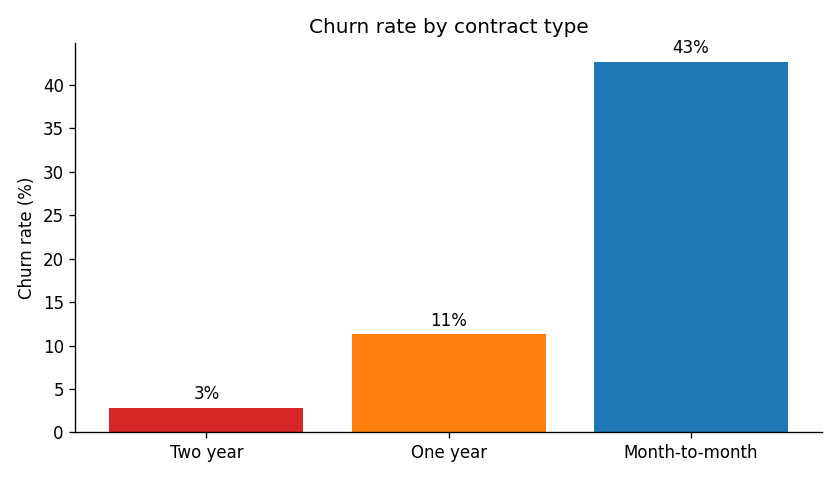 Churn rate by contract type
Churn rate (%)
40
35
30
25
20
15
10
5
0
3%
11%
43%
Two year
One year
Month-to-month